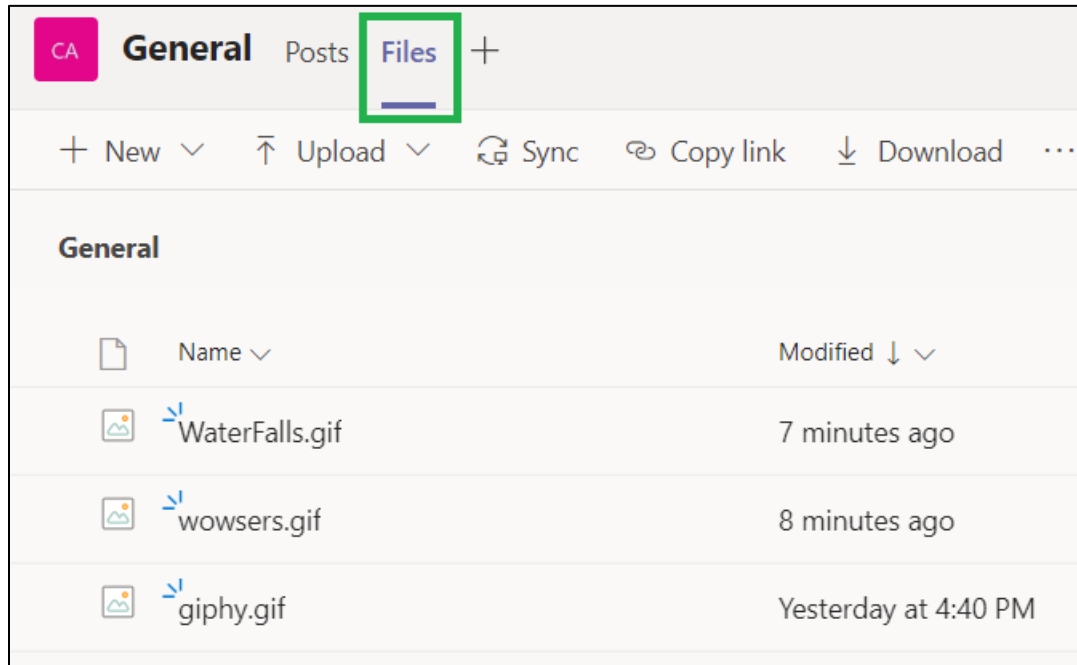 CA General Posts Files +
+ New Upload Sync Copy link Download ...
General
Name Modified ↓
WaterFalls.gif 7 minutes ago
wowsers.gif 8 minutes ago
giphy.gif Yesterday at 4:40 PM